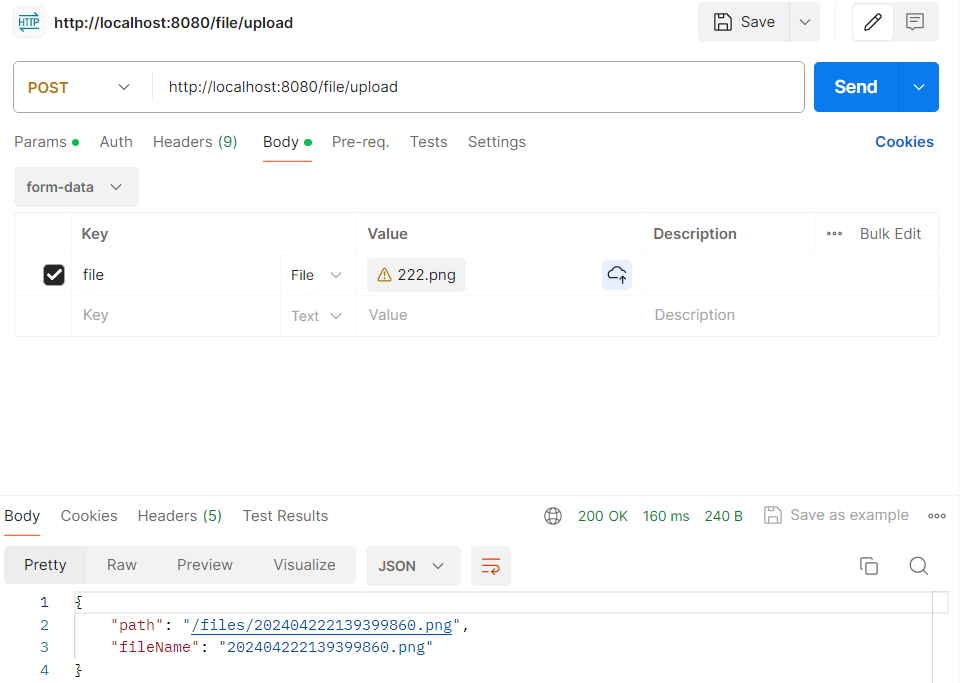 HTTP http://localhost:8080/file/upload Save
POST http://localhost:8080/file/upload Send
Params Auth Headers (9) Body Pre-req. Tests Settings Cookies
form-data
Key Value Description Bulk Edit
file File 222.png
Key Text Value Description
Body Cookies Headers (5) Test Results 200 OK 160 ms 240 B Save as example
Pretty Raw Preview Visualize JSON
1 {
2 "path": "/files/202404222139399860.png",
3 "fileName": "202404222139399860.png"
4 }